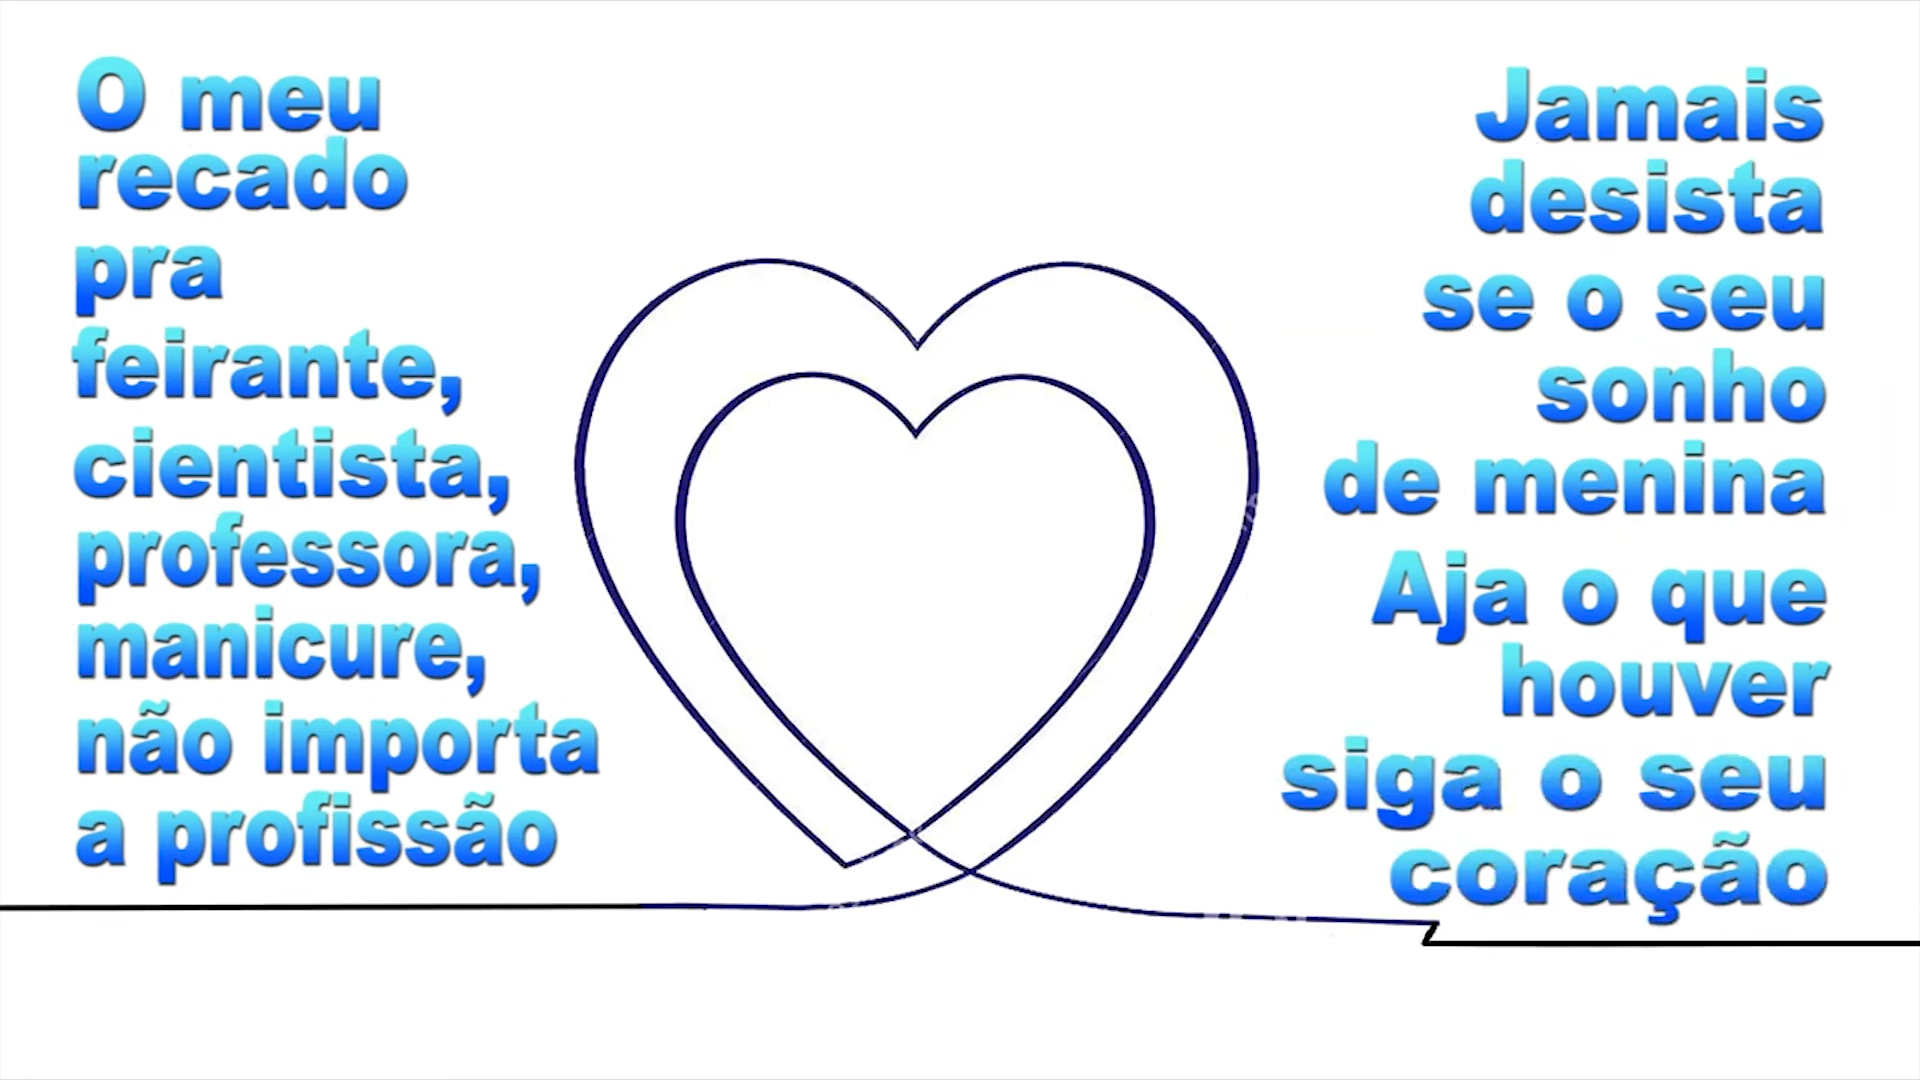 O meu
recado
pra
feirante,
cientista,
professora,
manicure,
não importa
a profissão
Jamais
desista
se o seu
sonho
de menina
Aja o que
houver
siga o seu
coração